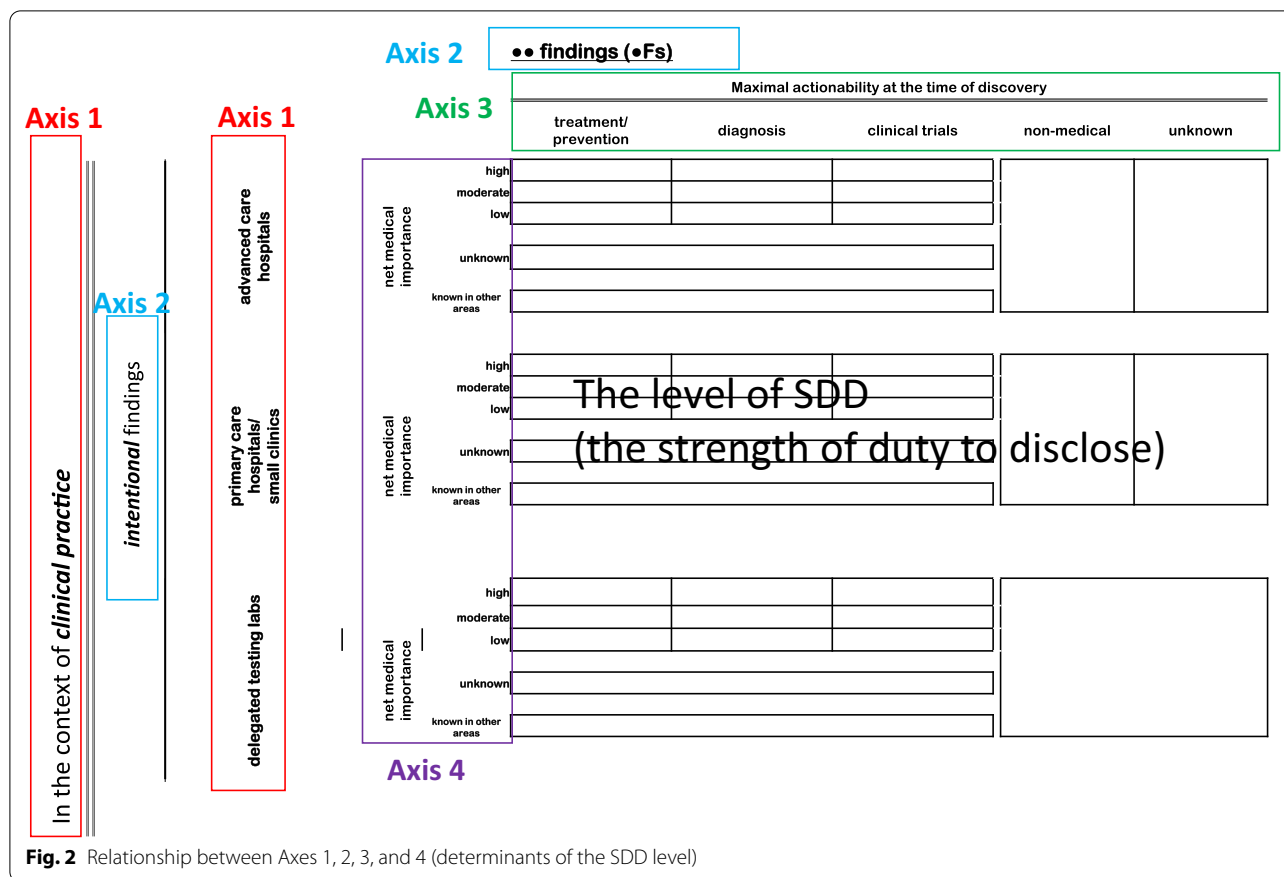 Axis 2
●● findings (●Fs)
Axis 3
Maximal actionability at the time of discovery
treatment/
prevention
diagnosis
clinical trials
non-medical
unknown
Axis 1
In the context of clinical practice
Axis 2
intentional findings
Axis 1
advanced care
hospitals
net medical
importance
high
moderate
low
unknown
known in other
areas
primary care
hospitals/
small clinics
net medical
importance
high
moderate
low
unknown
known in other
areas
The level of SDD
(the strength of duty to disclose)
delegated testing labs
net medical
importance
high
moderate
low
unknown
known in other
areas
Axis 4
Fig. 2 Relationship between Axes 1, 2, 3, and 4 (determinants of the SDD level)